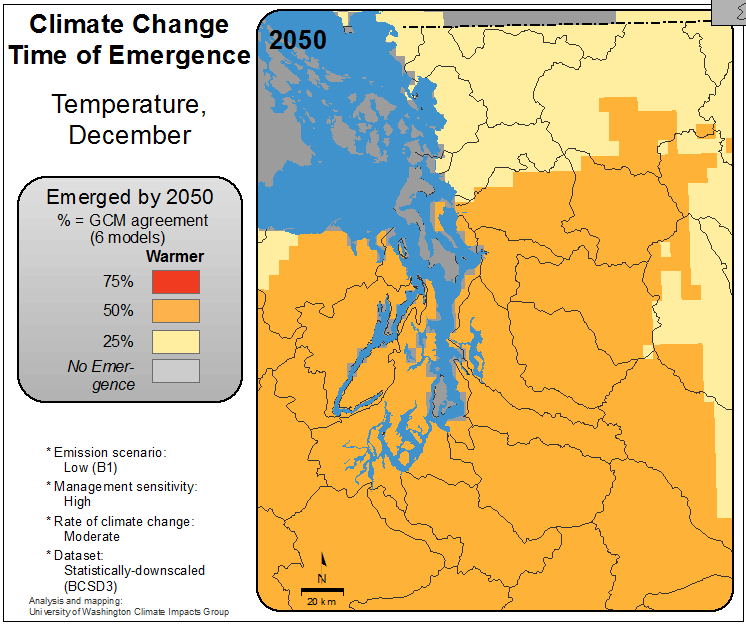 Climate Change
Time of Emergence
Temperature,
December
Emerged by 2050
% = GCM agreement
(6 models)
Warmer
75%
50%
25%
No Emer-
gence
* Emission scenario:
Low (B1)
* Management sensitivity:
High
* Rate of climate change:
Moderate
* Dataset:
Statistically-downscaled
(BCSD3)
Analysis and mapping:
University of Washington Climate Impacts Group
2050
N
20 km